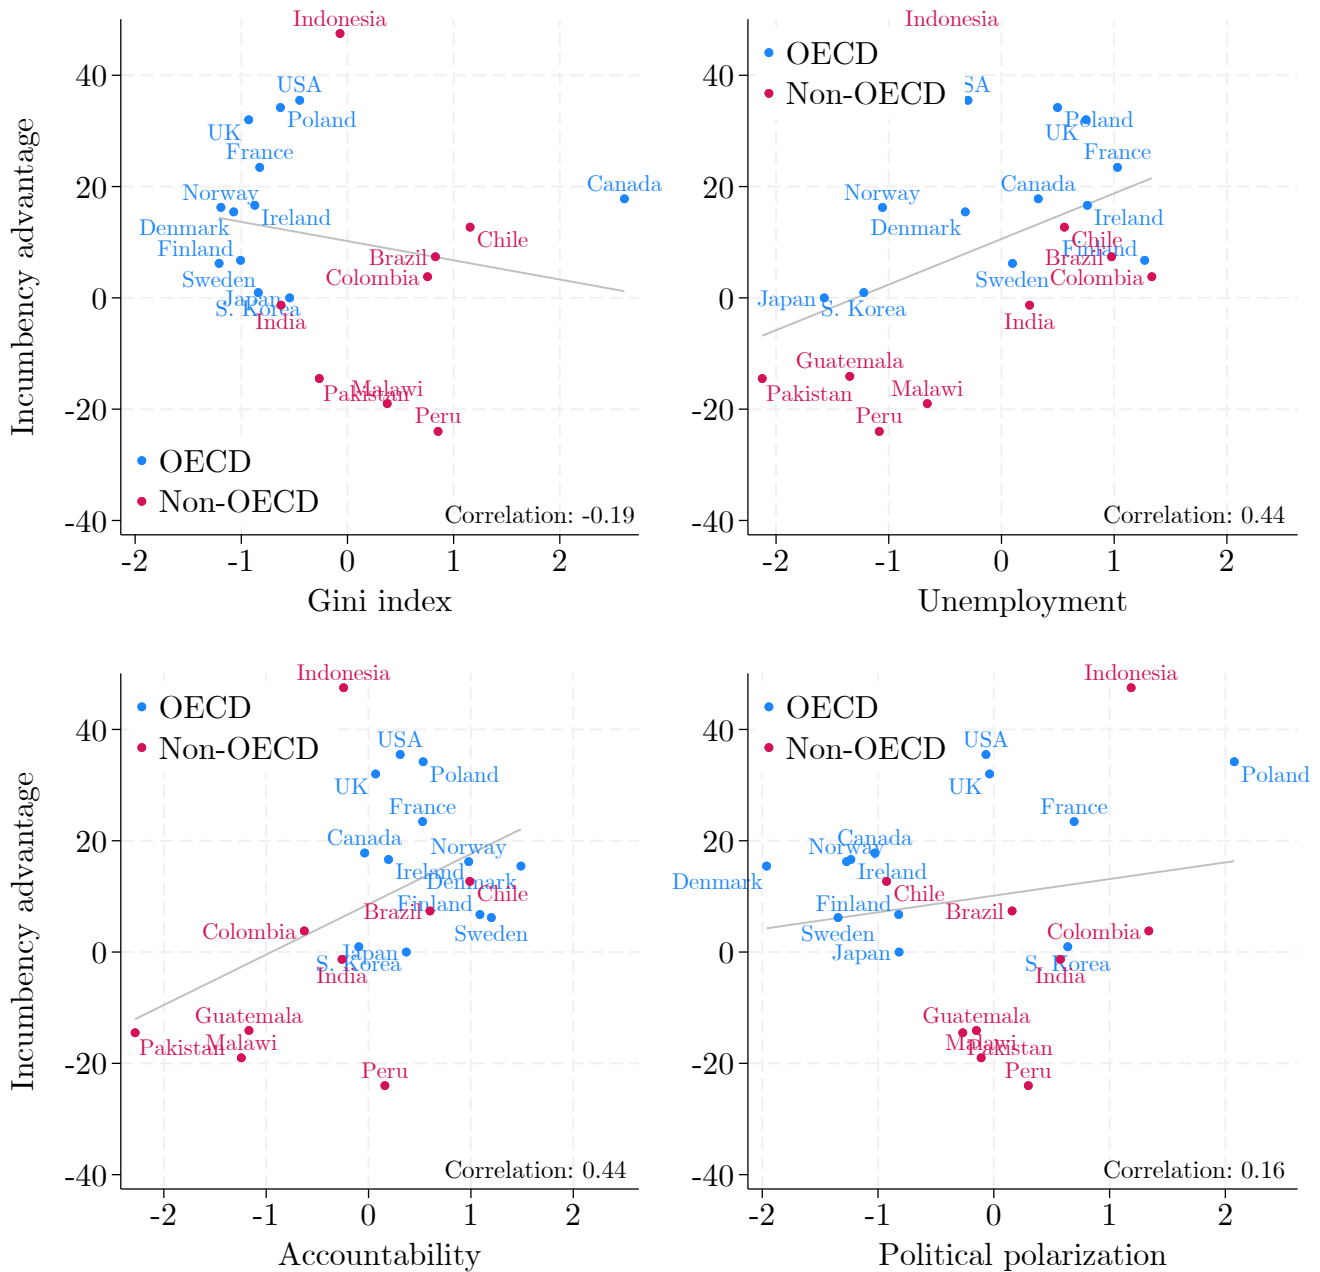 Indonesia
USA
Poland
UK
France
Canada
Norway
Ireland
Denmark
Chile
Finland
Brazil
Sweden
Colombia
Japan
S. Korea
India
Malawi
Pakistan
Peru
OECD
Non-OECD
Correlation: -0.19
40
20
0
-20
-40
-2 -1 0 1 2
Incumbency advantage
Gini index
Indonesia
OECD
Non-OECD
SA
Poland
UK
France
Canada
Norway
Ireland
Denmark
Chile
Finland
Brazil
Colombia
Sweden
Japan
S. Korea
India
Guatemala
Pakistan
Malawi
Peru
Correlation: 0.44
40
20
0
-20
-40
-2 -1 0 1 2
Unemployment
Indonesia
OECD
Non-OECD
USA
Poland
UK
France
Canada
Norway
Ireland
Denmark
Chile
Finland
Brazil
Colombia
Sweden
Japan
S. Korea
India
Guatemala
Malawi
Pakistan
Peru
Correlation: 0.44
40
20
0
-20
-40
-2 -1 0 1 2
Incumbency advantage
Accountability
Indonesia
OECD
Non-OECD
USA
Poland
UK
France
Canada
Norway
Ireland
Denmark
Chile
Finland
Brazil
Colombia
Sweden
Japan
S. Korea
India
Guatemala
Malawi
Pakistan
Peru
Correlation: 0.16
40
20
0
-20
-40
-2 -1 0 1 2
Political polarization